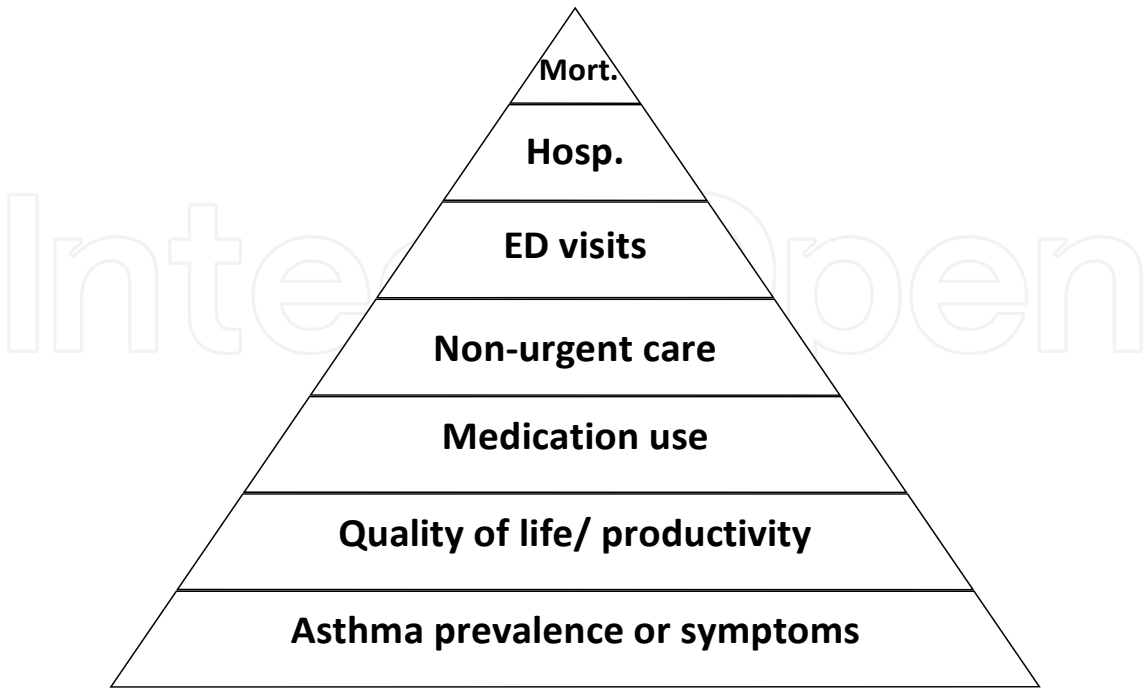 Mort.
Hosp.
ED visits
Non-urgent care
Medication use
Quality of life/ productivity
Asthma prevalence or symptoms